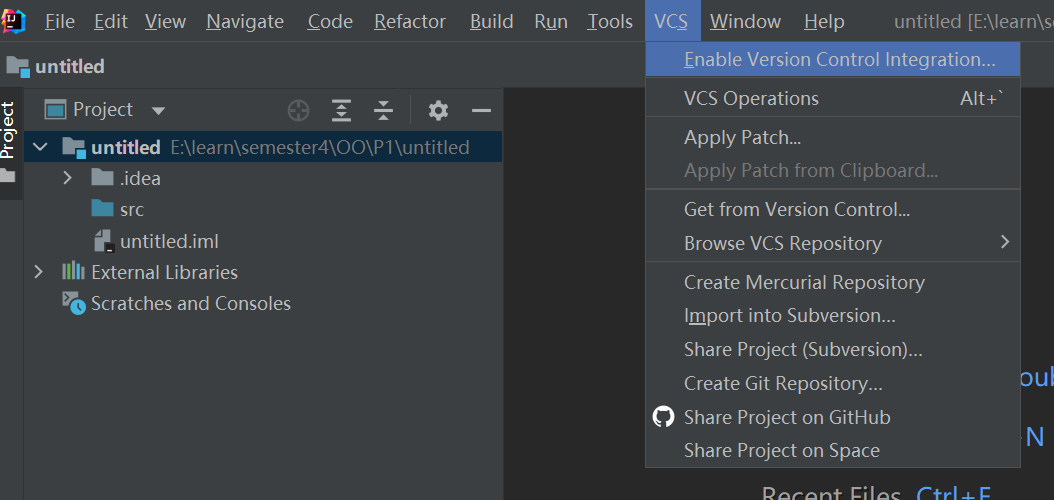 File Edit View Navigate Code Refactor Build Run Tools VCS Window Help untitled [E:\learn\s
untitled
Project
Project
untitled E:\learn\semester4\OO\P1\untitled
.idea
src
untitled.iml
External Libraries
Scratches and Consoles
Enable Version Control Integration...
VCS Operations Alt+`
Apply Patch...
Apply Patch from Clipboard...
Get from Version Control...
Browse VCS Repository
Create Mercurial Repository
Import into Subversion...
Share Project (Subversion)...
Create Git Repository...
Share Project on GitHub
Share Project on Space
oub
+N
Recent Files Ctrl+E